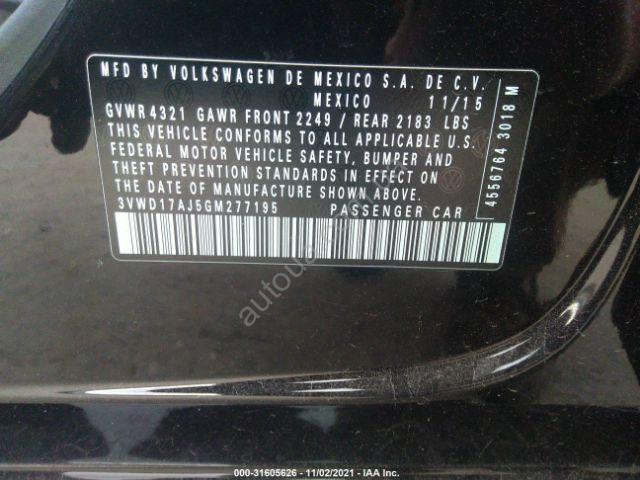 MFD BY VOLKSWAGEN DE MEXICO S.A. DE C.V.
MEXICO 11/15
GVWR 4321 GAWR FRONT 2249 / REAR 2183 LBS
THIS VEHICLE CONFORMS TO ALL APPLICABLE U.S.
FEDERAL MOTOR VEHICLE SAFETY, BUMPER AND
THEFT PREVENTION STANDARDS IN EFFECT ON
THE DATE OF MANUFACTURE SHOWN ABOVE.
3VWD17AJ5GM277195 PASSENGER CAR
4556764 3018 M
000-31605626 - 11/02/2021 - IAA Inc.